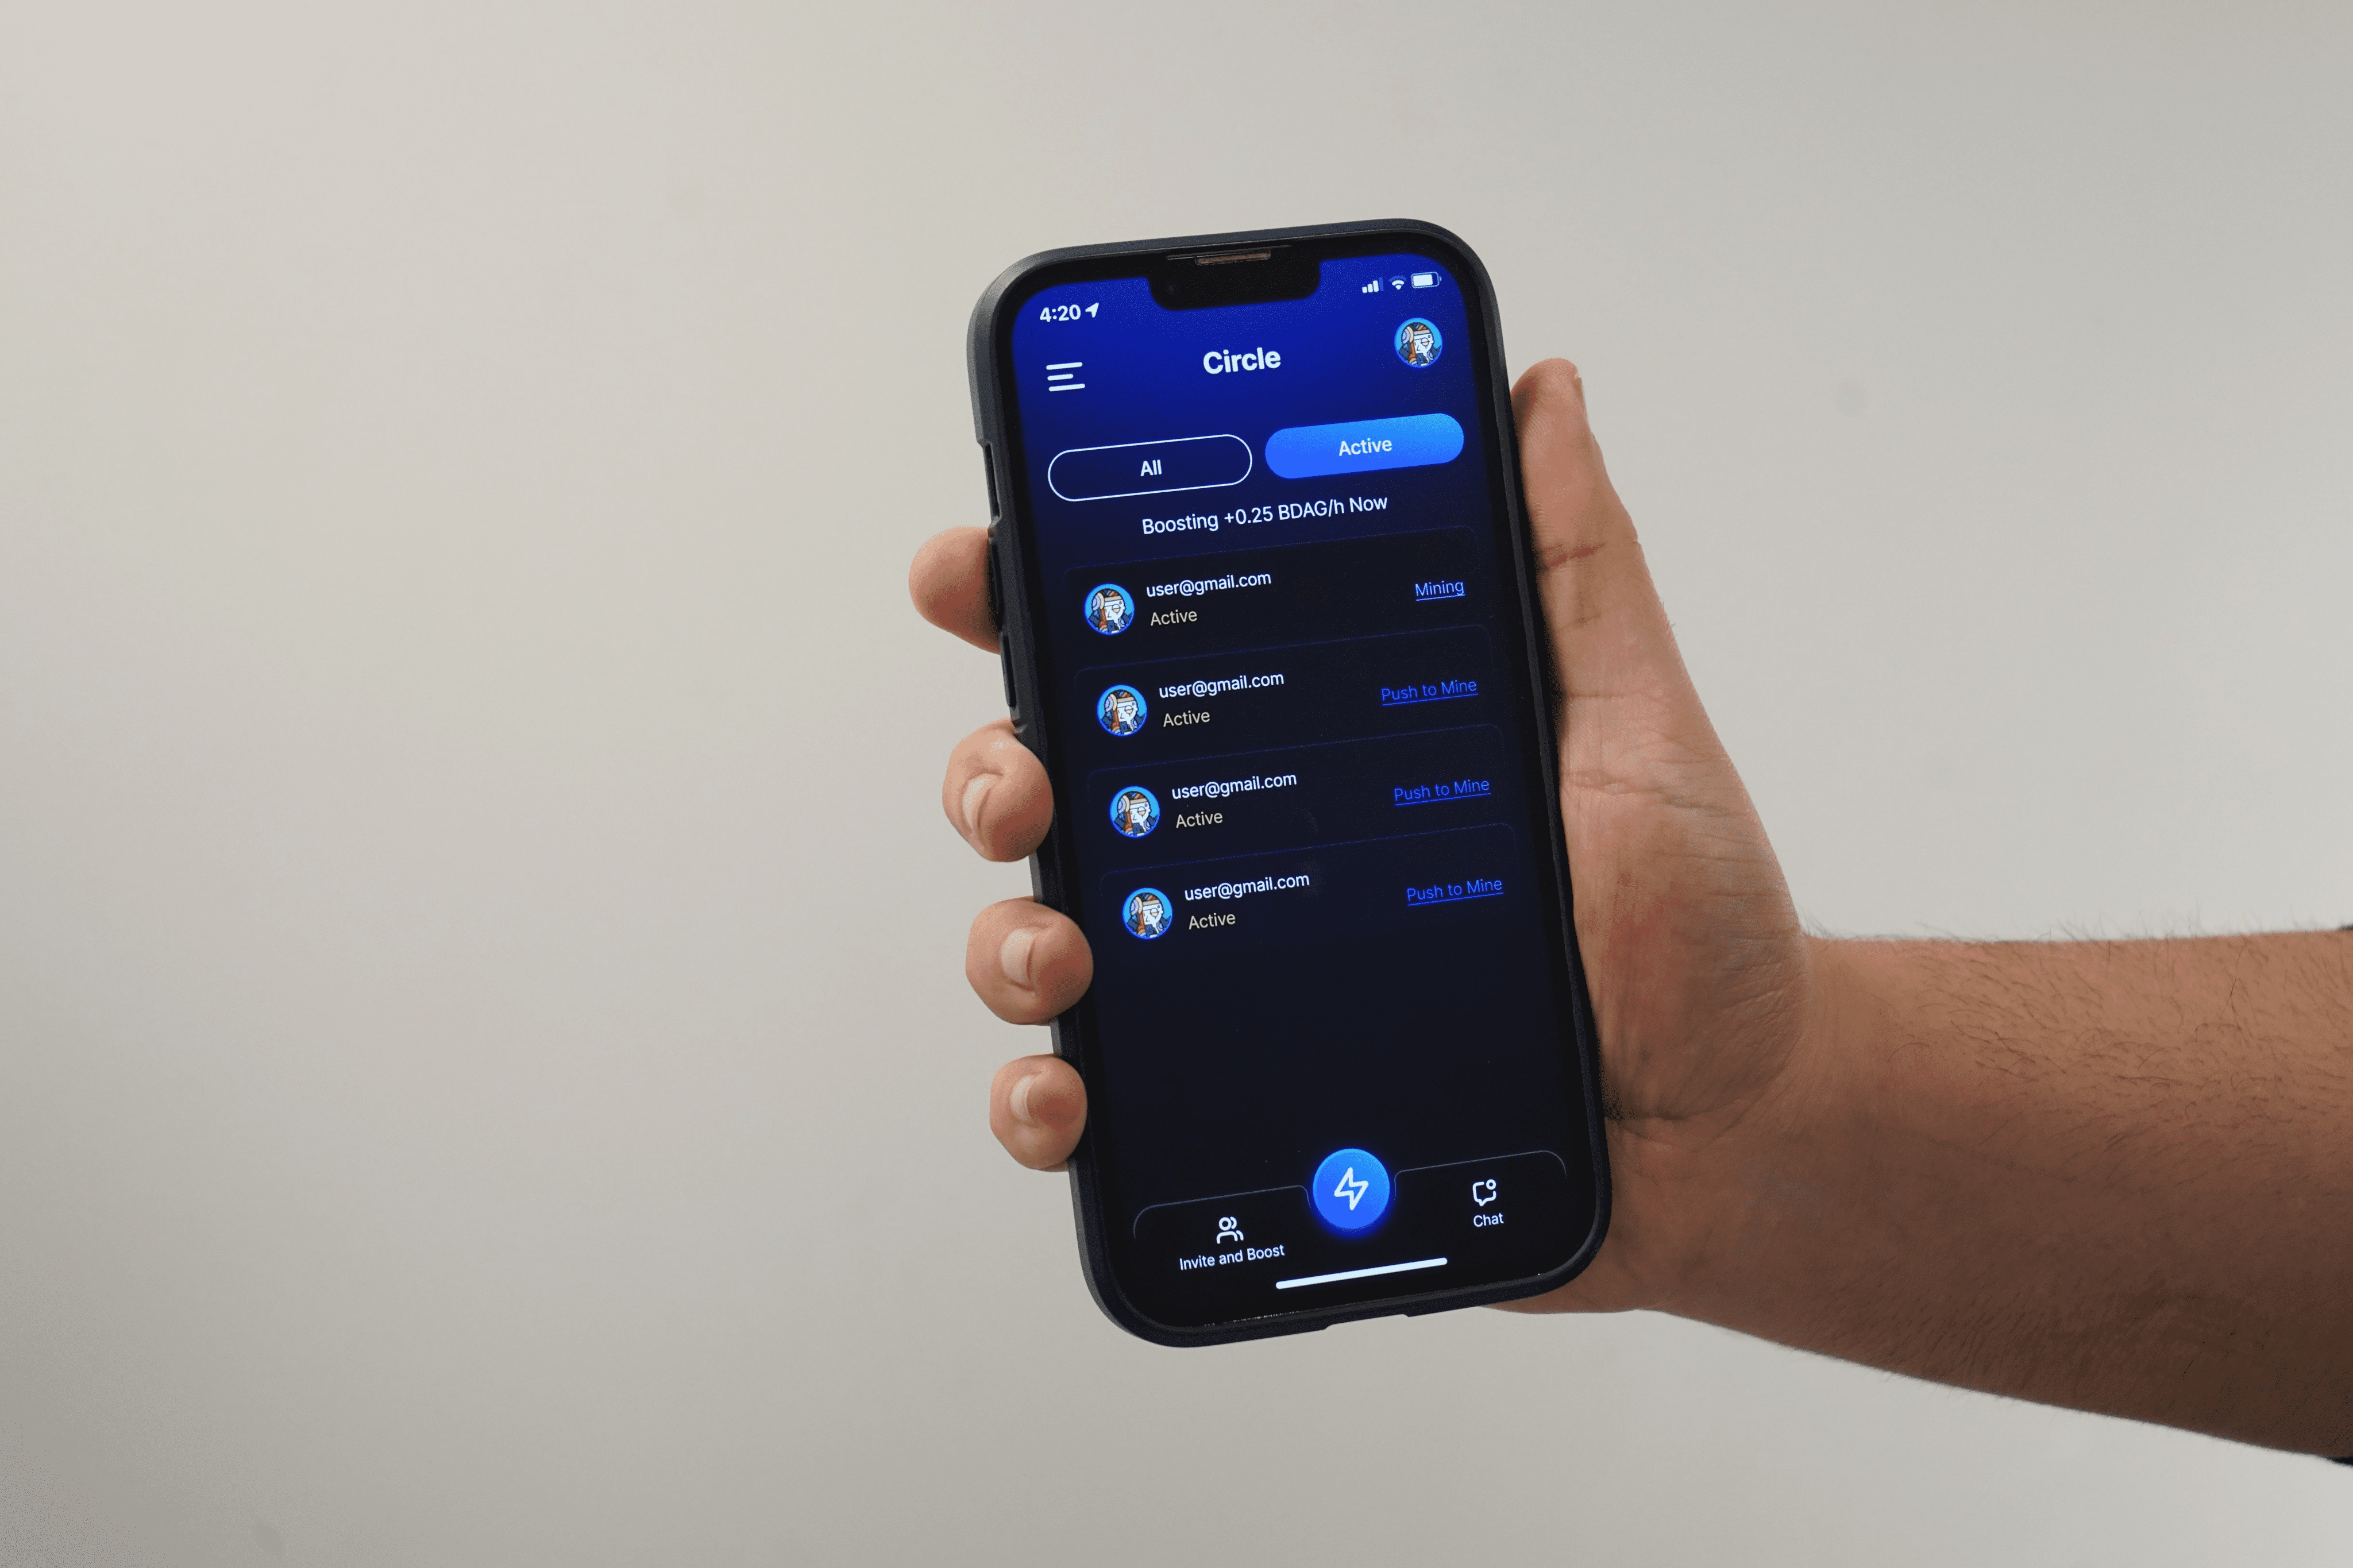 4:20
Circle
All
Active
Boosting +0.25 BDAG/h Now
user@gmail.com
Mining
Active
user@gmail.com
Push to Mine
Active
user@gmail.com
Push to Mine
Active
user@gmail.com
Push to Mine
Active
Invite and Boost
Chat